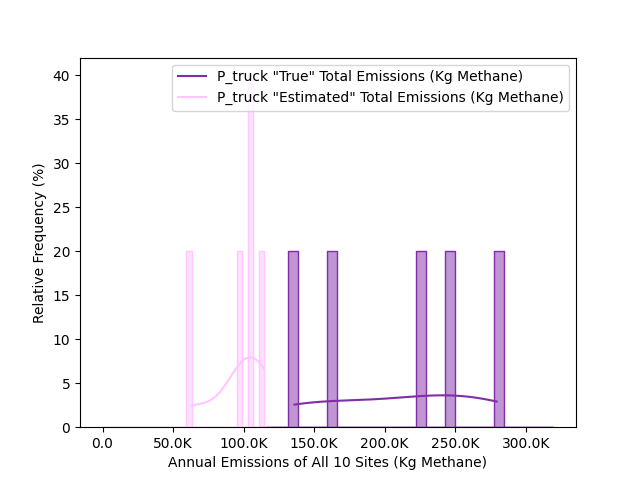 P_truck "True" Total Emissions (Kg Methane)
P_truck "Estimated" Total Emissions (Kg Methane)
40
35
30
25
20
15
10
5
0
Relative Frequency (%)
0.0 50.0K 100.0K 150.0K 200.0K 250.0K 300.0K
Annual Emissions of All 10 Sites (Kg Methane)